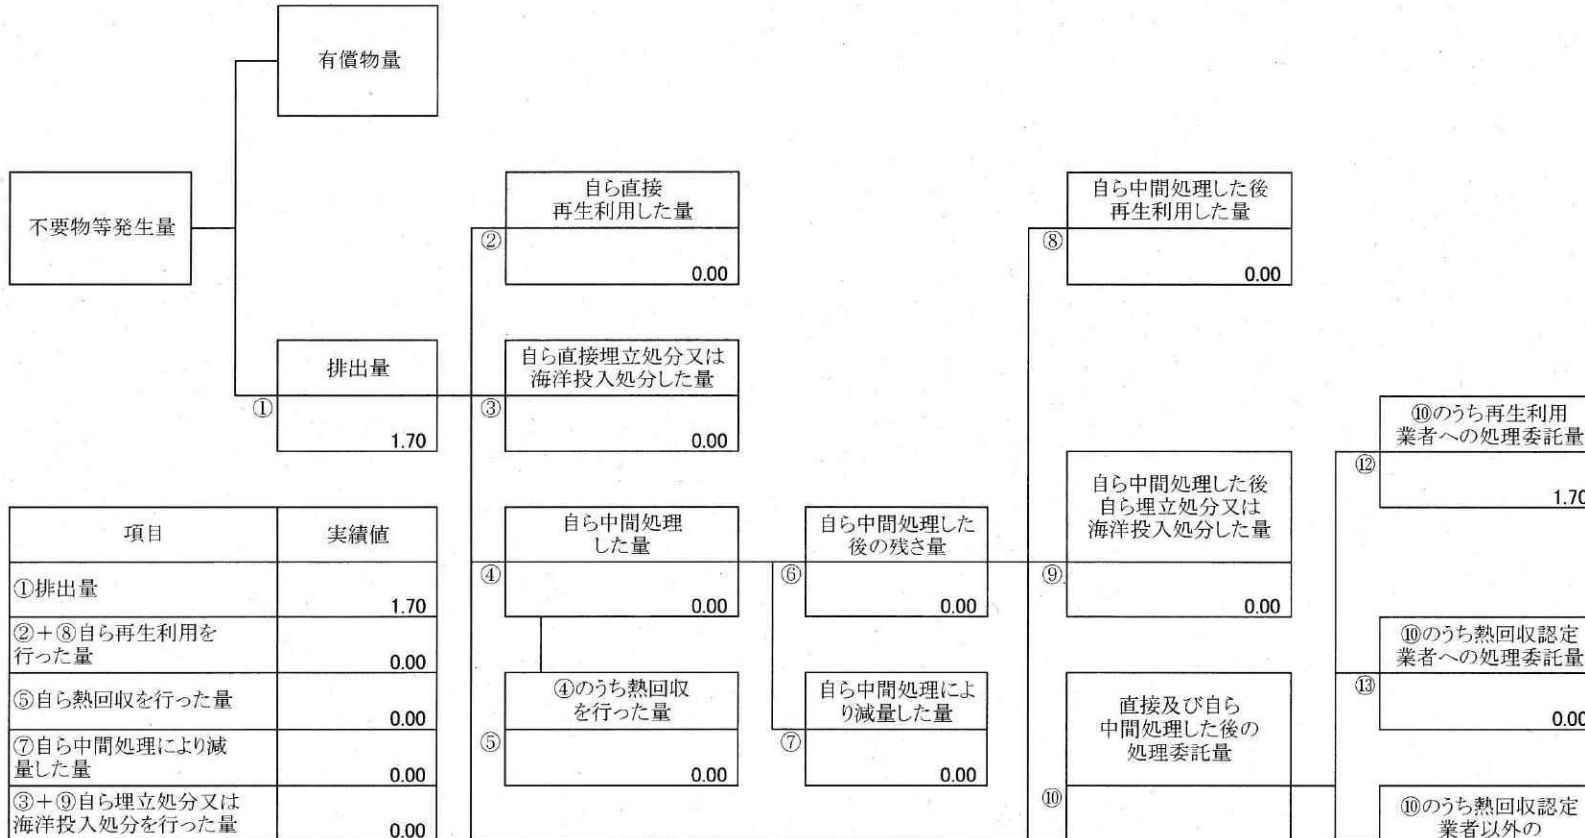 有償物量
不要物等発生量
自ら直接
再生利用した量
②
0.00
自ら中間処理した後
再生利用した量
⑧
0.00
排出量
①
1.70
自ら直接埋立処分又は
海洋投入処分した量
③
0.00
⑩のうち再生利用
業者への処理委託量
⑫
1.70
自ら中間処理した後
自ら埋立処分又は
海洋投入処分した量
⑨
0.00
自ら中間処理
した量
④
0.00
自ら中間処理した
後の残さ量
⑥
0.00
⑩のうち熱回収認定
業者への処理委託量
⑬
0.00
④のうち熱回収
を行った量
⑤
0.00
自ら中間処理によ
り減量した量
⑦
0.00
直接及び自ら
中間処理した後の
処理委託量
⑩
⑩のうち熱回収認定
業者以外の
項目 実績値
①排出量 1.70
②+⑧自ら再生利用を
行った量 0.00
⑤自ら熱回収を行った量 0.00
⑦自ら中間処理により減
量した量 0.00
③+⑨自ら埋立処分又は
海洋投入処分を行った量 0.00